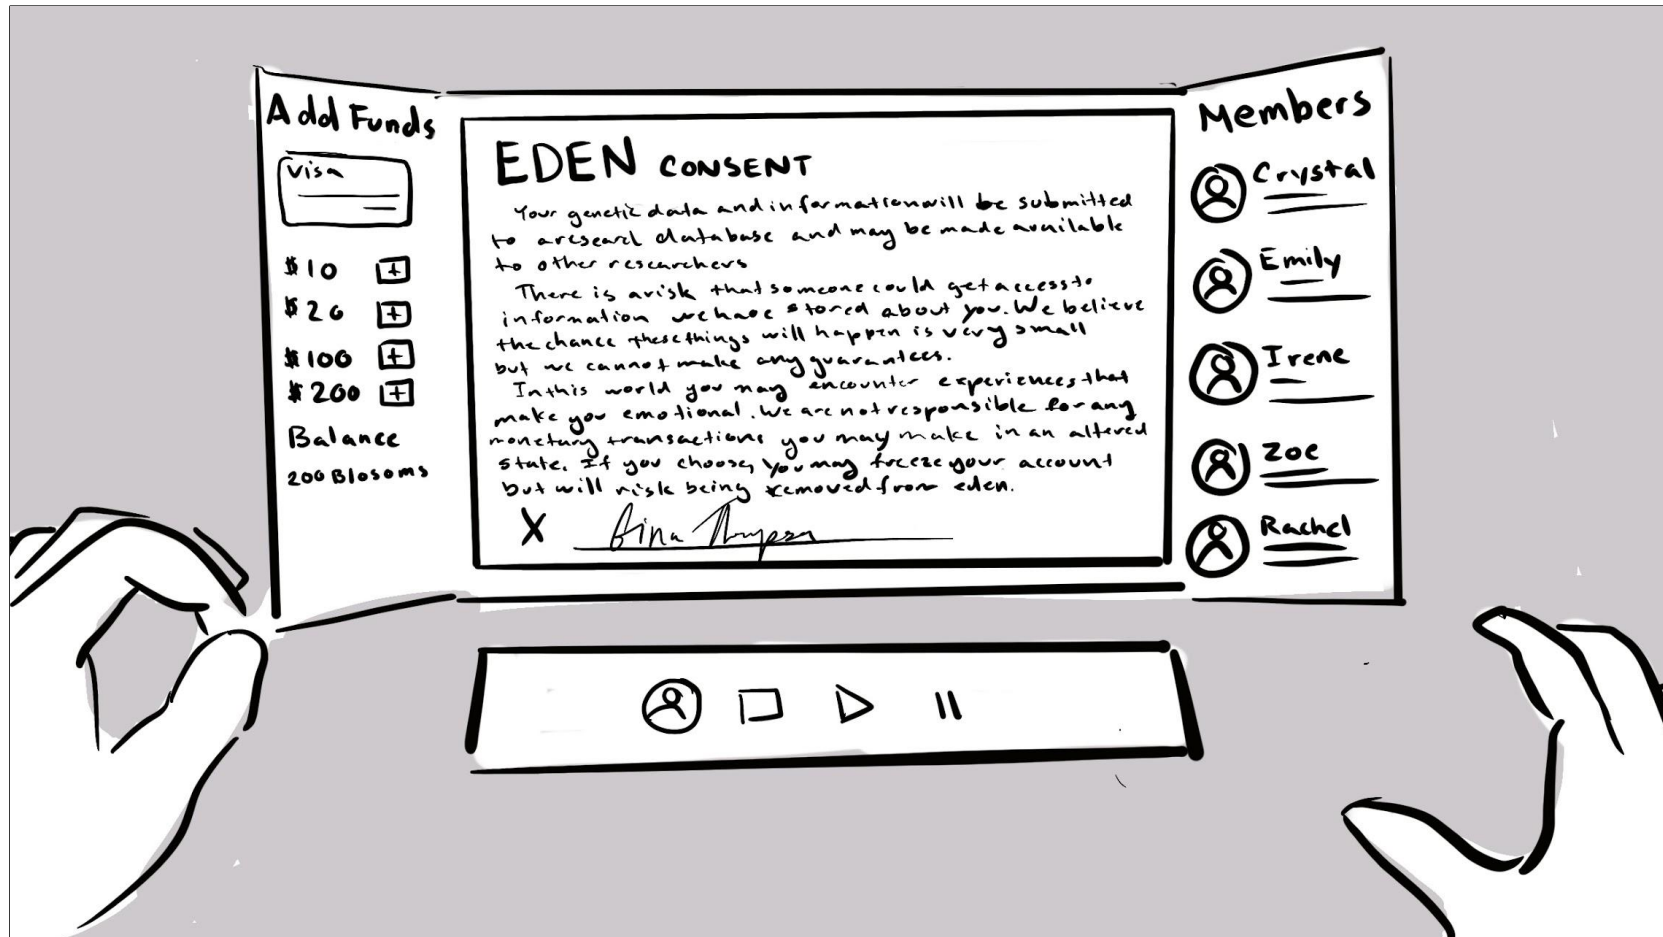 Add Funds
Visa
$10
$20
$100
$200
Balance
200 Blosoms
EDEN CONSENT
Your genetic data and information will be submitted
to a research database and may be made available
to other researchers
There is a risk that someone could get access to
information we have stored about you. We believe
the chance these things will happen is very small
but we cannot make any guarantees.
In this world you may encounter experiences that
make you emotional. We are not responsible for any
monetary transactions you may make in an altered
state. If you choose, you may freeze your account
but will risk being removed from eden.
X Gina
Members
Crystal
Emily
Irene
Zoe
Rachel